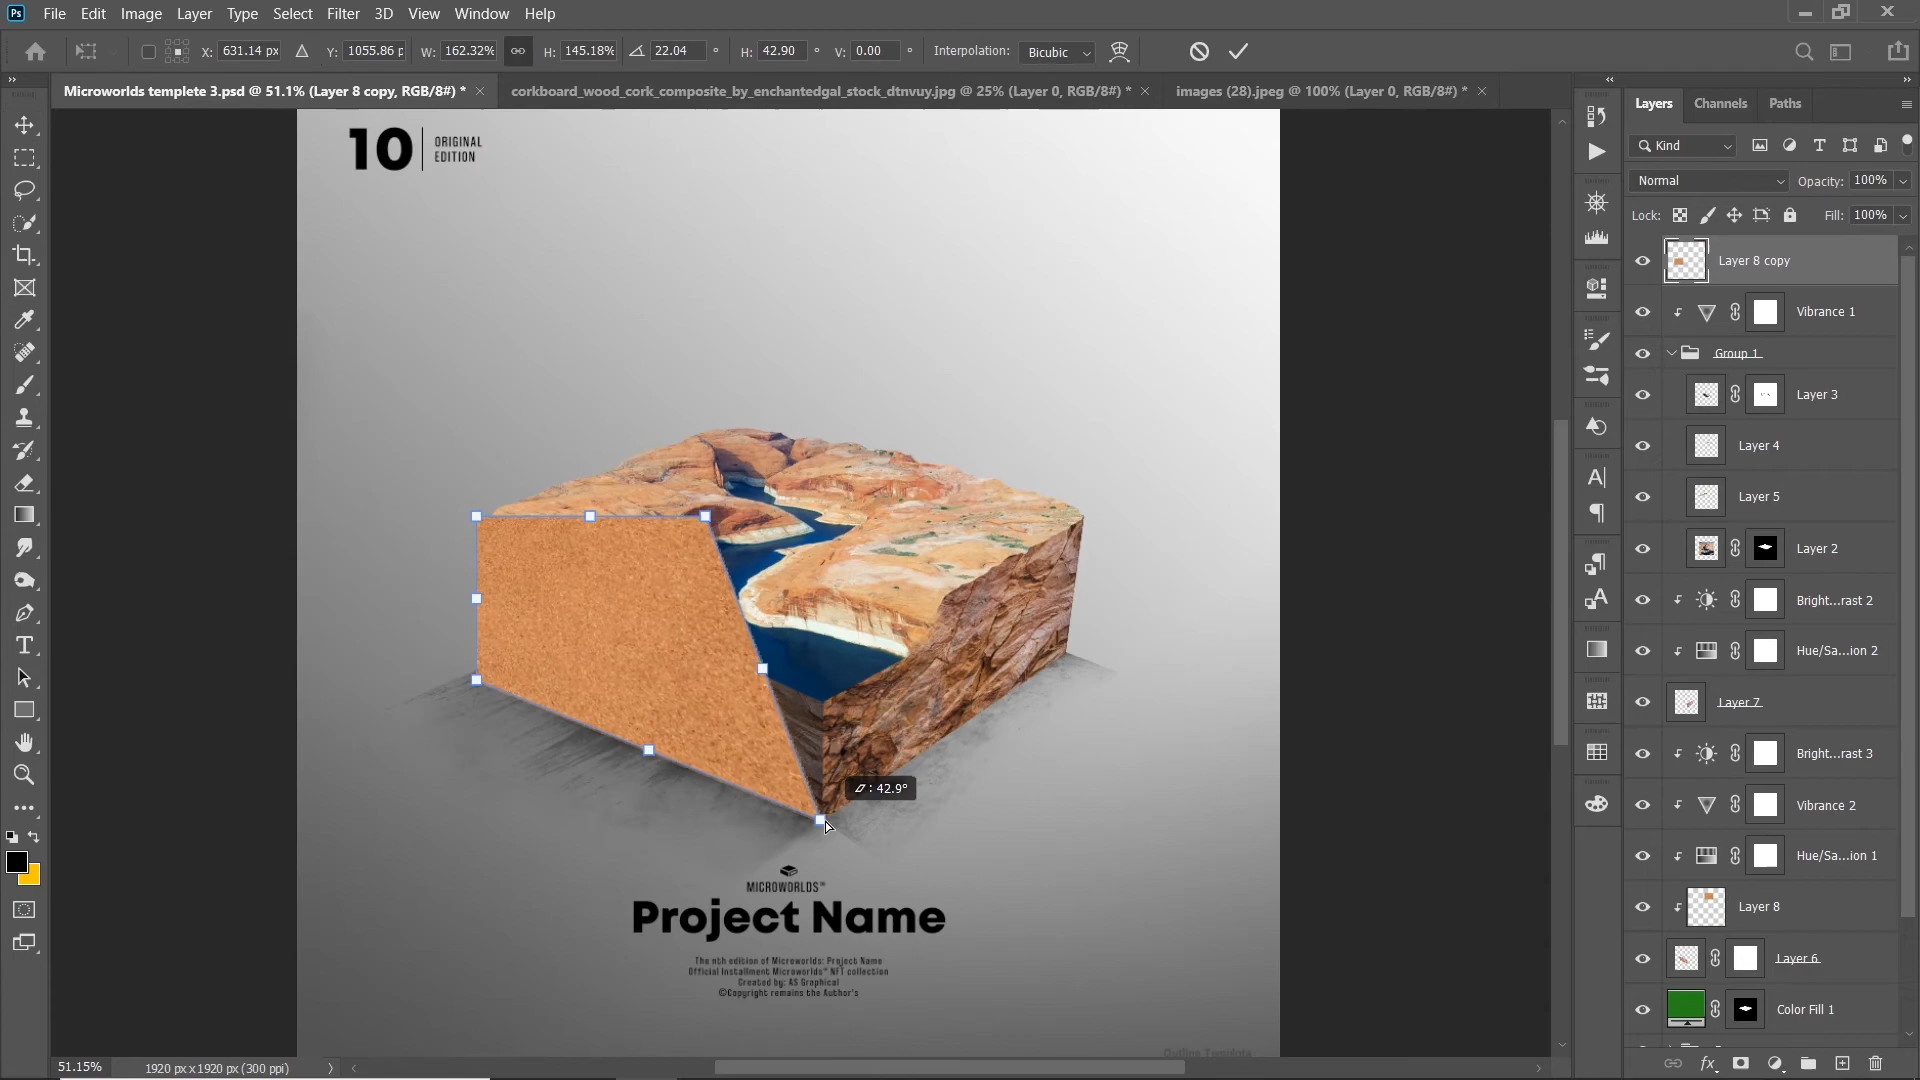 Ps File Edit Image Layer Type Select Filter 3D View Window Help
X: 631.14 px Y: 1055.86 p W: 162.32% H: 145.18% 22.04 ° H: 42.90 ° V: 0.00 ° Interpolation: Bicubic
Microworlds templete 3.psd @ 51.1% (Layer 8 copy, RGB/8#) *
corkboard_wood_cork_composite_by_enchantedgal_stock_dtnvuy.jpg @ 25% (Layer 0, RGB/8#) *
images (28).jpeg @ 100% (Layer 0, RGB/8#) *
10
ORIGINAL
EDITION
42.9°
MICROWORLDS™
Project Name
The nth edition of Microworlds: Project Name
Official Installment Microworlds™ NFT collection
Created by: AS Graphical
©Copyright remains the Author's
Outline Template
51.15% 1920 px x 1920 px (300 ppi)
Layers Channels Paths
Kind
Normal Opacity: 100%
Lock: Fill: 100%
Layer 8 copy
Vibrance 1
Group 1
Layer 3
Layer 4
Layer 5
Layer 2
Bright...rast 2
Hue/Sa...ion 2
Layer 7
Bright...rast 3
Vibrance 2
Hue/Sa...ion 1
Layer 8
Layer 6
Color Fill 1